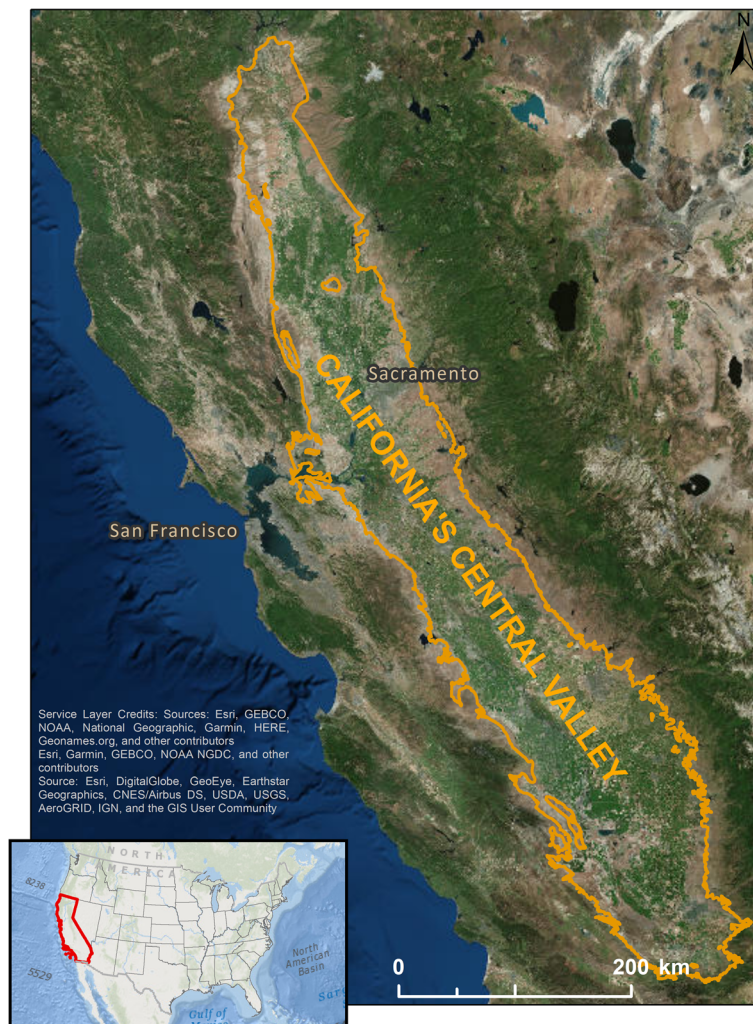 N
Sacramento
CALIFORNIA'S CENTRAL VALLEY
San Francisco
Service Layer Credits: Sources: Esri, GEBCO,
NOAA, National Geographic, Garmin, HERE,
Geonames.org, and other contributors
Esri, Garmin, GEBCO, NOAA NGDC, and other
contributors
Source: Esri, DigitalGlobe, GeoEye, Earthstar
Geographics, CNES/Airbus DS, USDA, USGS,
AeroGRID, IGN, and the GIS User Community
NORTH
AMERICA
8238
5529
North
American
Basin
Gulf of
0
200 km